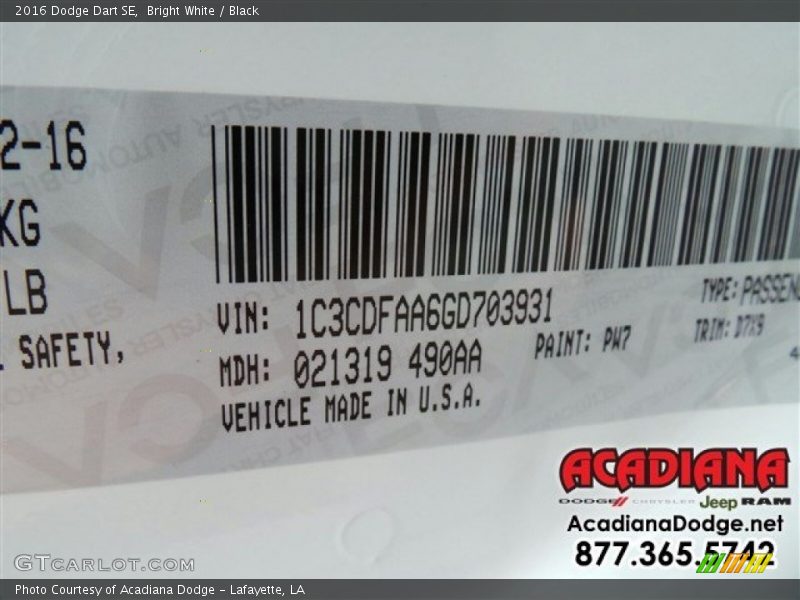 2016 Dodge Dart SE, Bright White / Black
2-16
KG
LB
SAFETY,
VIN: 1C3CDFAA6GD703931
TYPE: PASSEN
MDH: 021319 490AA
PAINT: PW7
TRIM: D7X9
4
VEHICLE MADE IN U.S.A.
ACADIANA
DODGE CHRYSLER Jeep RAM
AcadianaDodge.net
877.365.5742
GTCARLOT.COM
Photo Courtesy of Acadiana Dodge - Lafayette, LA